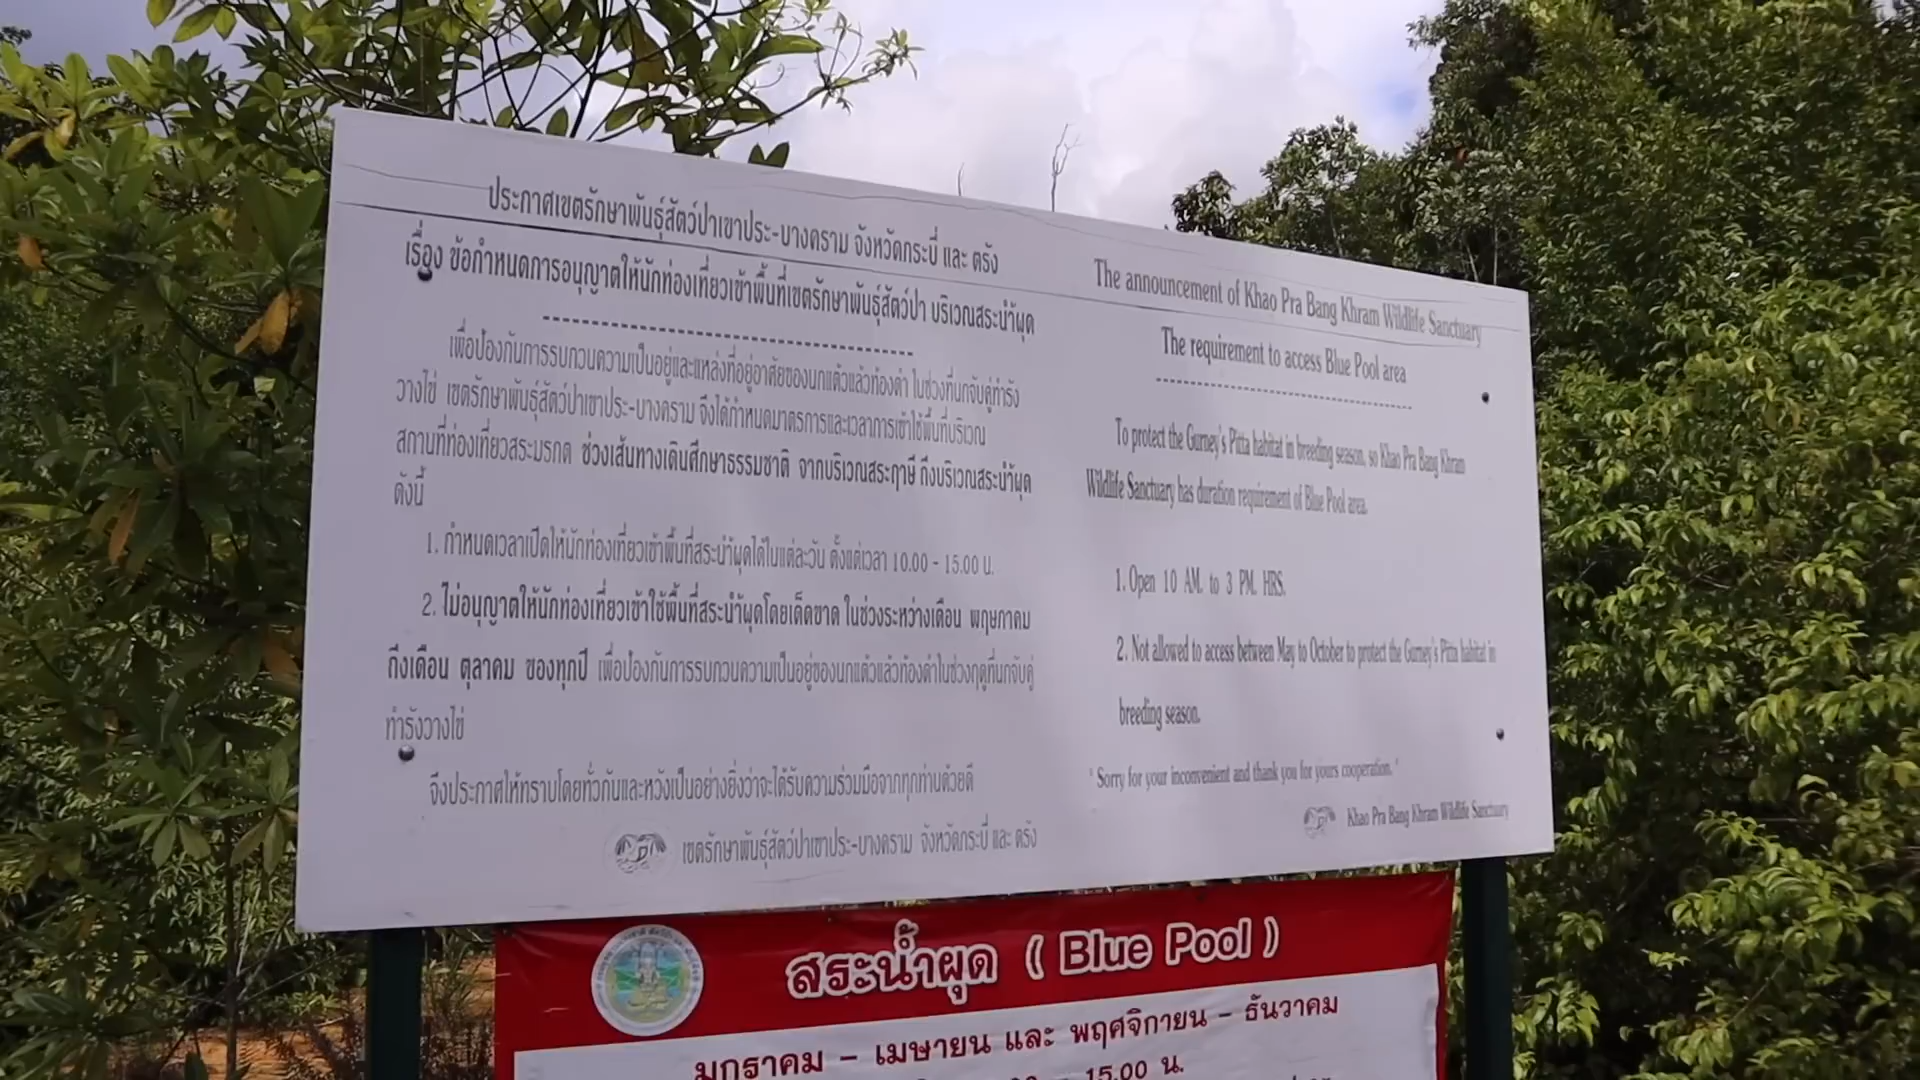 ประกาศเขตรักษาพันธุ์สัตว์ป่าเขาประ-บางคราม จังหวัดกระบี่ และ ตรัง
เรื่อง ข้อกำหนดการอนุญาตให้นักท่องเที่ยวเข้าพื้นที่เขตรักษาพันธุ์สัตว์ป่า บริเวณสระน้ำผุด
เพื่อป้องกันการรบกวนความเป็นอยู่และแหล่งที่อยู่อาศัยของนกแต้วแล้วท้องดำ ในช่วงที่นกจับคู่ทำรัง
วางไข่ เขตรักษาพันธุ์สัตว์ป่าเขาประ-บางคราม จึงได้กำหนดมาตรการและเวลาการเข้าใช้พื้นที่บริเวณ
สถานที่ท่องเที่ยวสระมรกต ช่วงเส้นทางเดินศึกษาธรรมชาติ จากบริเวณสระฤาษี ถึงบริเวณสระน้ำผุด
ดังนี้
1. กำหนดเวลาเปิดให้นักท่องเที่ยวเข้าพื้นที่สระน้ำผุดได้ในแต่ละวัน ตั้งแต่เวลา 10.00 - 15.00 น.
2. ไม่อนุญาตให้นักท่องเที่ยวเข้าใช้พื้นที่สระน้ำผุดโดยเด็ดขาด ในช่วงระหว่างเดือน พฤษภาคม
ถึงเดือน ตุลาคม ของทุกปี เพื่อป้องกันการรบกวนความเป็นอยู่ของนกแต้วแล้วท้องดำในช่วงฤดูที่นกจับคู่
ทำรังวางไข่
จึงประกาศให้ทราบโดยทั่วกันและหวังเป็นอย่างยิ่งว่าจะได้รับความร่วมมือจากทุกท่านด้วยดี
เขตรักษาพันธุ์สัตว์ป่าเขาประ-บางคราม จังหวัดกระบี่ และ ตรัง
The announcement of Khao Pra Bang Khram Wildlife Sanctuary
The requirement to access Blue Pool area
To protect the Gurney's Pitta habitat in breeding season, so Khao Pra Bang Khram
Wildlife Sanctuary has duration requirement of Blue Pool area.
1. Open 10 AM. to 3 PM. HRS.
2. Not allowed to access between May to October to protect the Gurney's Pitta habitat in
breeding season.
' Sorry for your inconvenient and thank you for yours cooperation. '
Khao Pra Bang Khram Wildlife Sanctuary
สระน้ำผุด ( Blue Pool )
มกราคม - เมษายน และ พฤศจิกายน - ธันวาคม
- 15.00 น.